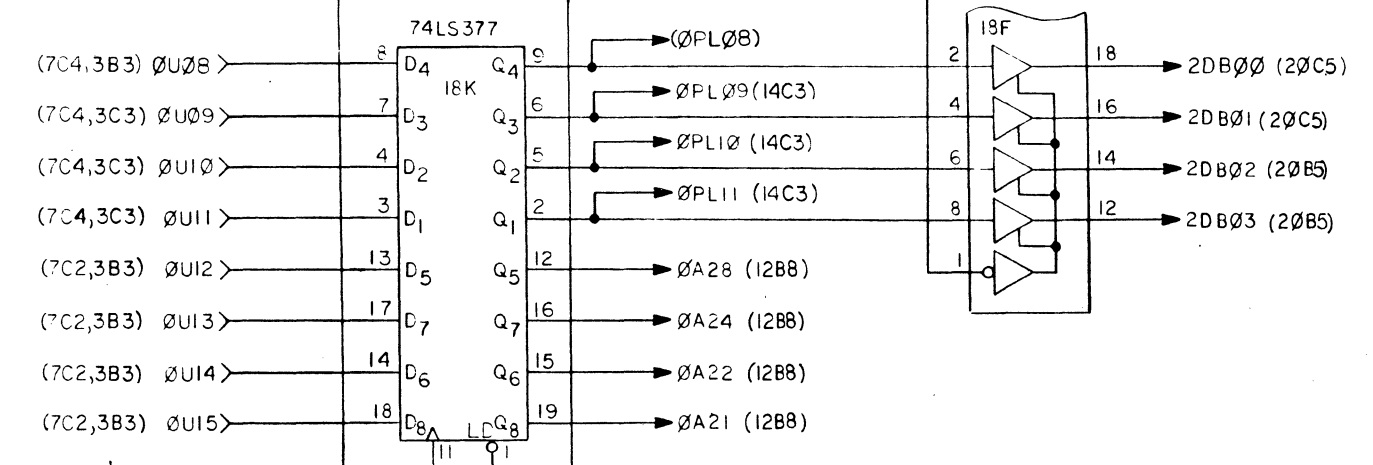 74LS377
18F
(7C4,3B3) ØUØ8 8 D4 Q4 9 (ØPLØ8) 2 18 2DBØØ (2ØC5)
18K
(7C4,3C3) ØUØ9 7 D3 Q3 6 ØPLØ9 (14C3) 4 16 2DBØ1 (2ØC5)
(7C4,3C3) ØU1Ø 4 D2 Q2 5 ØPL1Ø (14C3) 6 14 2DBØ2 (2ØB5)
(7C4,3C3) ØU11 3 D1 Q1 2 ØPL11 (14C3) 8 12 2DBØ3 (2ØB5)
(7C2,3B3) ØU12 13 D5 Q5 12 ØA28 (12B8) 1
(7C2,3B3) ØU13 17 D7 Q7 16 ØA24 (12B8)
(7C2,3B3) ØU14 14 D6 Q6 15 ØA22 (12B8)
(7C2,3B3) ØU15 18 D8 LD Q8 19 ØA21 (12B8)
11 1